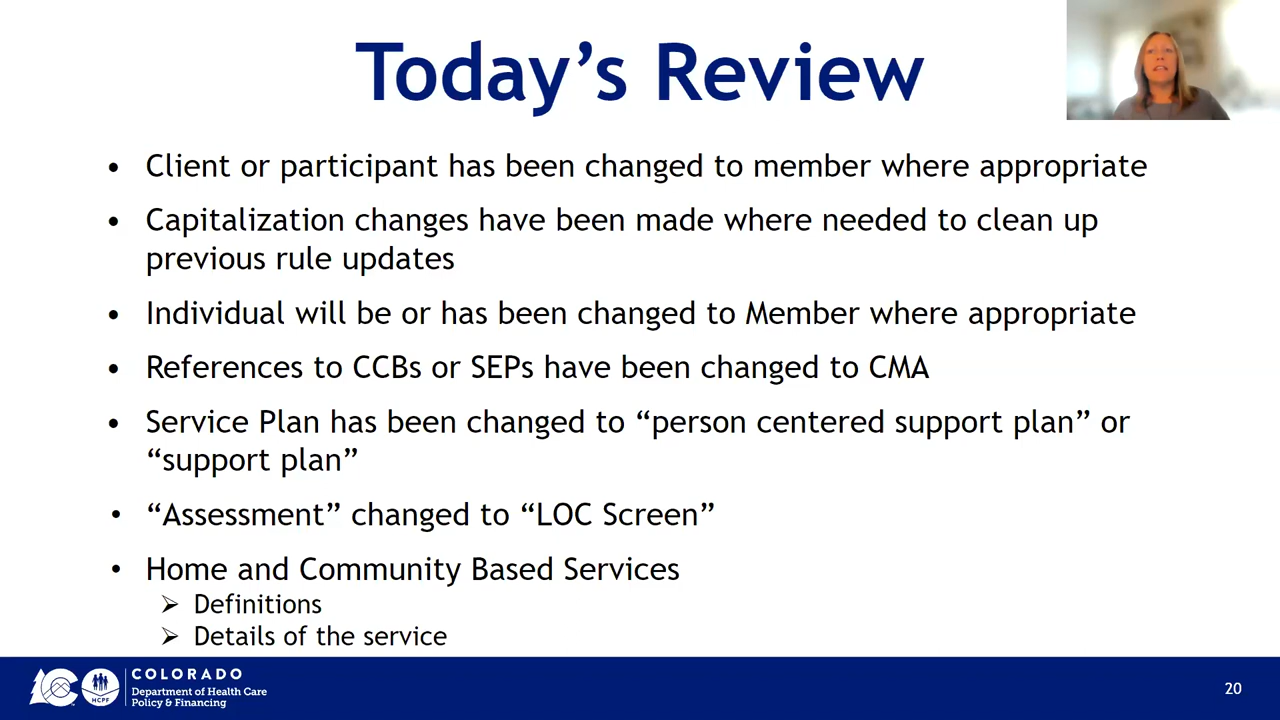 Today’s Review
• Client or participant has been changed to member where appropriate
• Capitalization changes have been made where needed to clean up
previous rule updates
• Individual will be or has been changed to Member where appropriate
• References to CCBs or SEPs have been changed to CMA
• Service Plan has been changed to “person centered support plan” or
“support plan”
• “Assessment” changed to “LOC Screen”
• Home and Community Based Services
➢ Definitions
➢ Details of the service
HCPF
COLORADO
Department of Health Care
Policy & Financing
20